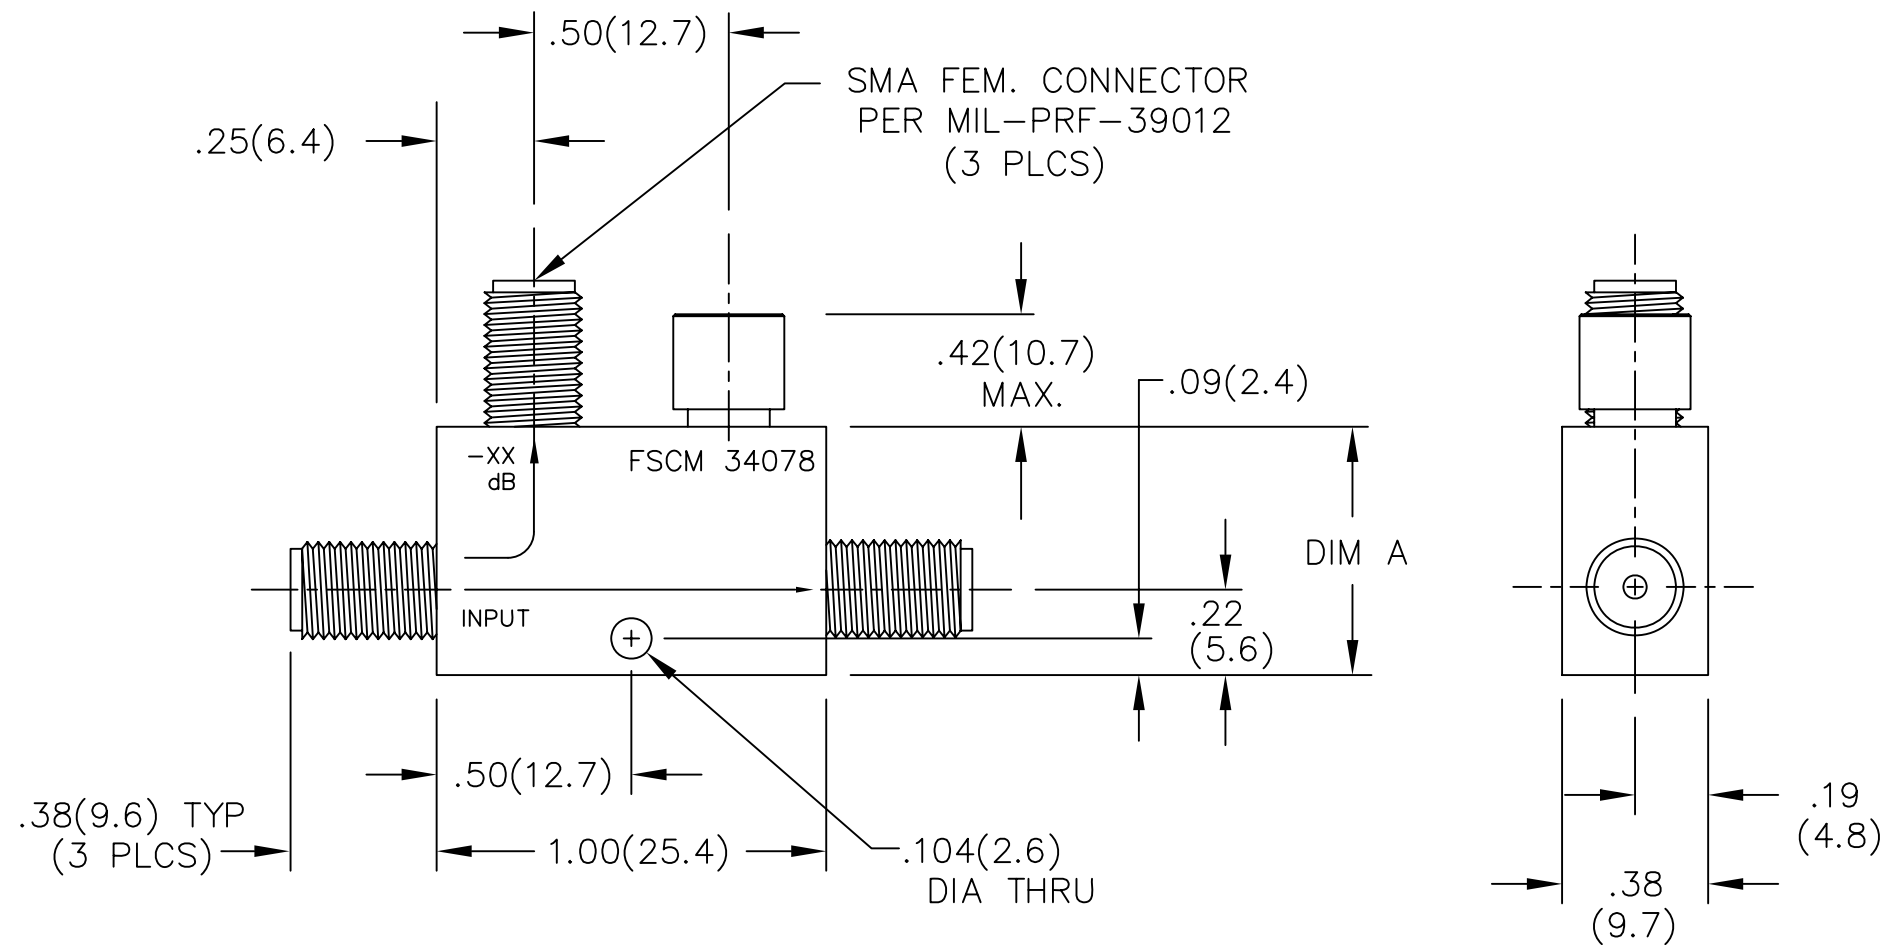 .50(12.7)
SMA FEM. CONNECTOR
PER MIL-PRF-39012
(3 PLCS)
.25(6.4)
.42(10.7)
MAX.
.09(2.4)
-XX
dB
FSCM 34078
DIM A
INPUT
.22
(5.6)
.50(12.7)
.38(9.6) TYP
(3 PLCS)
1.00(25.4)
.104(2.6)
DIA THRU
.19
(4.8)
.38
(9.7)